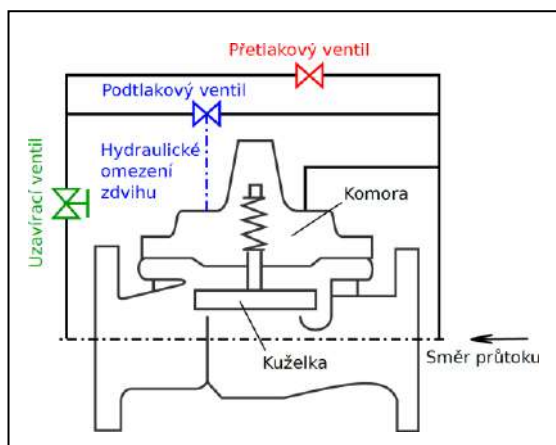 Přetlakový ventil
Podtlakový ventil
Hydraulické
omezení
zdvihu
Uzavírací ventil
Komora
Kuželka
Směr průtoku